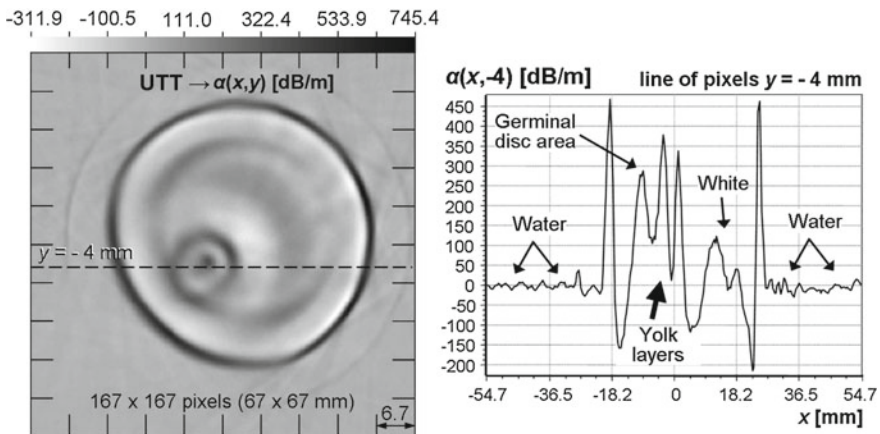 -311.9 -100.5 111.0 322.4 533.9 745.4
UTT → α(x,y) [dB/m]
y = - 4 mm
167 x 167 pixels (67 x 67 mm)
6.7
α(x,-4) [dB/m]
line of pixels y = - 4 mm
450
400
350
300
250
200
150
100
50
0
-50
-100
-150
-200
Germinal
disc area
White
Water
Water
Yolk
layers
-54.7 -36.5 -18.2 0 18.2 36.5 54.7
x [mm]